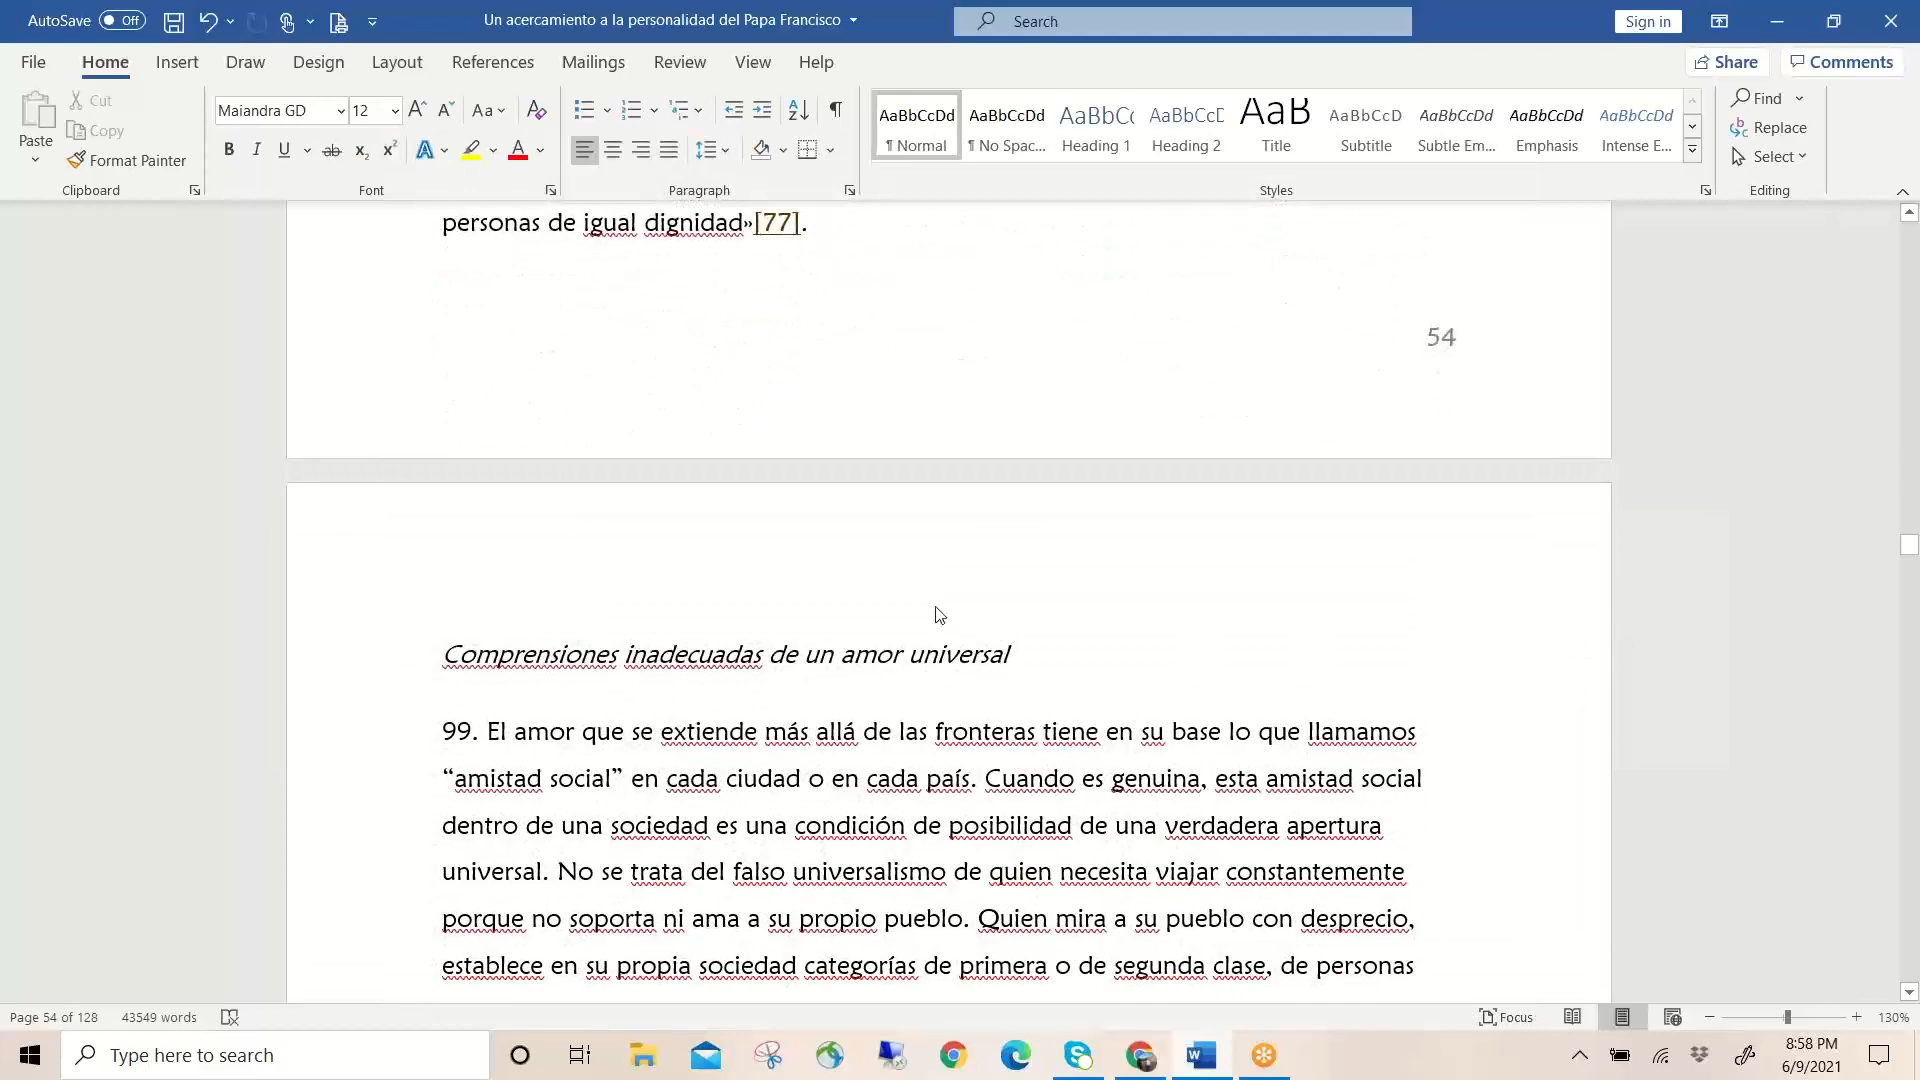 AutoSave Off
Un acercamiento a la personalidad del Papa Francisco
Search
Sign in
File Home Insert Draw Design Layout References Mailings Review View Help
Share Comments
Cut
Copy
Paste
Format Painter
Clipboard
Maiandra GD 12
Font
Paragraph
AaBbCcDd AaBbCcDd AaBbCc AaBbCcD AaB AaBbCcD AaBbCcDd AaBbCcDd AaBbCcDd
¶ Normal ¶ No Spac... Heading 1 Heading 2 Title Subtitle Subtle Em... Emphasis Intense E...
Styles
Find
Replace
Select
Editing
personas de igual dignidad»[77].
54
Comprensiones inadecuadas de un amor universal
99. El amor que se extiende más allá de las fronteras tiene en su base lo que llamamos
“amistad social” en cada ciudad o en cada país. Cuando es genuina, esta amistad social
dentro de una sociedad es una condición de posibilidad de una verdadera apertura
universal. No se trata del falso universalismo de quien necesita viajar constantemente
porque no soporta ni ama a su propio pueblo. Quien mira a su pueblo con desprecio,
establece en su propia sociedad categorías de primera o de segunda clase, de personas
Page 54 of 128 43549 words
Focus
130%
Type here to search
8:58 PM
6/9/2021